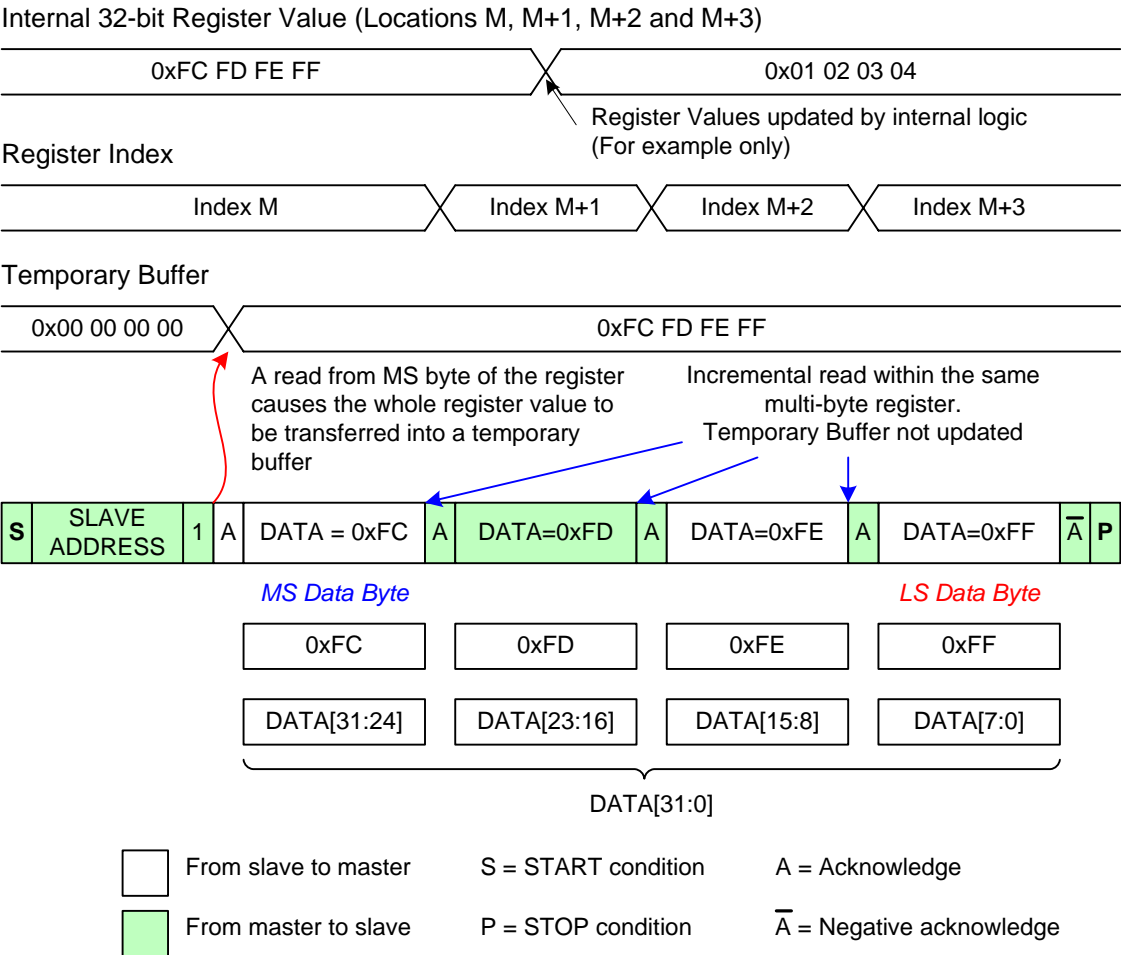 Internal 32-bit Register Value (Locations M, M+1, M+2 and M+3)
0xFC FD FE FF
0x01 02 03 04
Register Values updated by internal logic
(For example only)
Register Index
Index M
Index M+1
Index M+2
Index M+3
Temporary Buffer
0x00 00 00 00
0xFC FD FE FF
A read from MS byte of the register
causes the whole register value to
be transferred into a temporary
buffer
Incremental read within the same
multi-byte register.
Temporary Buffer not updated
S
SLAVE
ADDRESS
1
A
DATA = 0xFC
A
DATA=0xFD
A
DATA=0xFE
A
DATA=0xFF
A̅
P
MS Data Byte
LS Data Byte
0xFC
0xFD
0xFE
0xFF
DATA[31:24]
DATA[23:16]
DATA[15:8]
DATA[7:0]
DATA[31:0]
From slave to master
S = START condition
A = Acknowledge
From master to slave
P = STOP condition
A̅ = Negative acknowledge